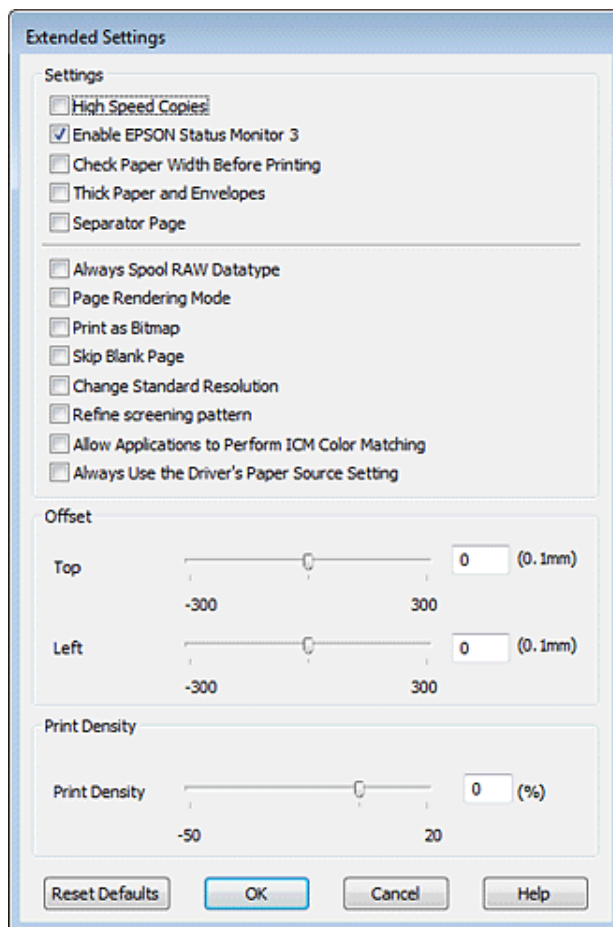 Extended Settings
Settings
High Speed Copies
Enable EPSON Status Monitor 3
Check Paper Width Before Printing
Thick Paper and Envelopes
Separator Page
Always Spool RAW Datatype
Page Rendering Mode
Print as Bitmap
Skip Blank Page
Change Standard Resolution
Refine screening pattern
Allow Applications to Perform ICM Color Matching
Always Use the Driver's Paper Source Setting
Offset
Top 0 (0.1mm)
-300 300
Left 0 (0.1mm)
-300 300
Print Density
Print Density 0 (%)
-50 20
Reset Defaults OK Cancel Help